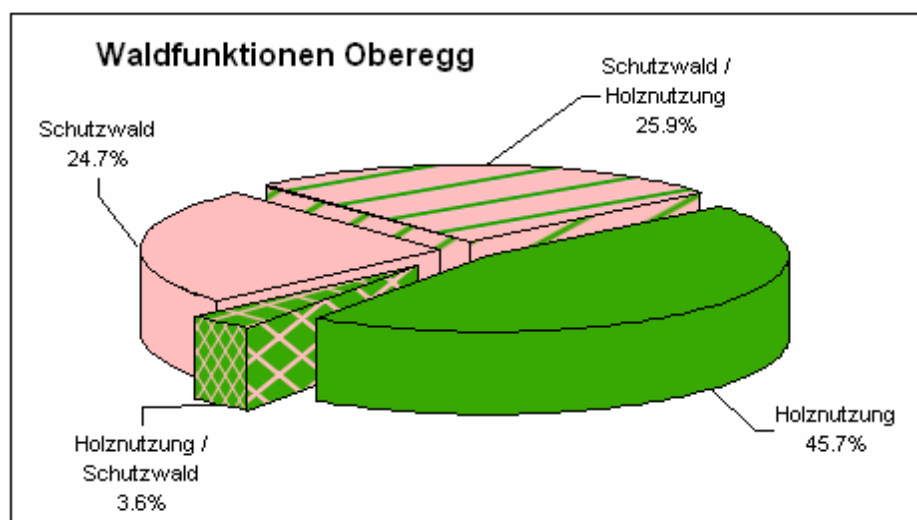 Waldfunktionen Oberegg
Schutzwald /
Holznutzung
25.9%
Schutzwald
24.7%
Holznutzung
45.7%
Holznutzung /
Schutzwald
3.6%